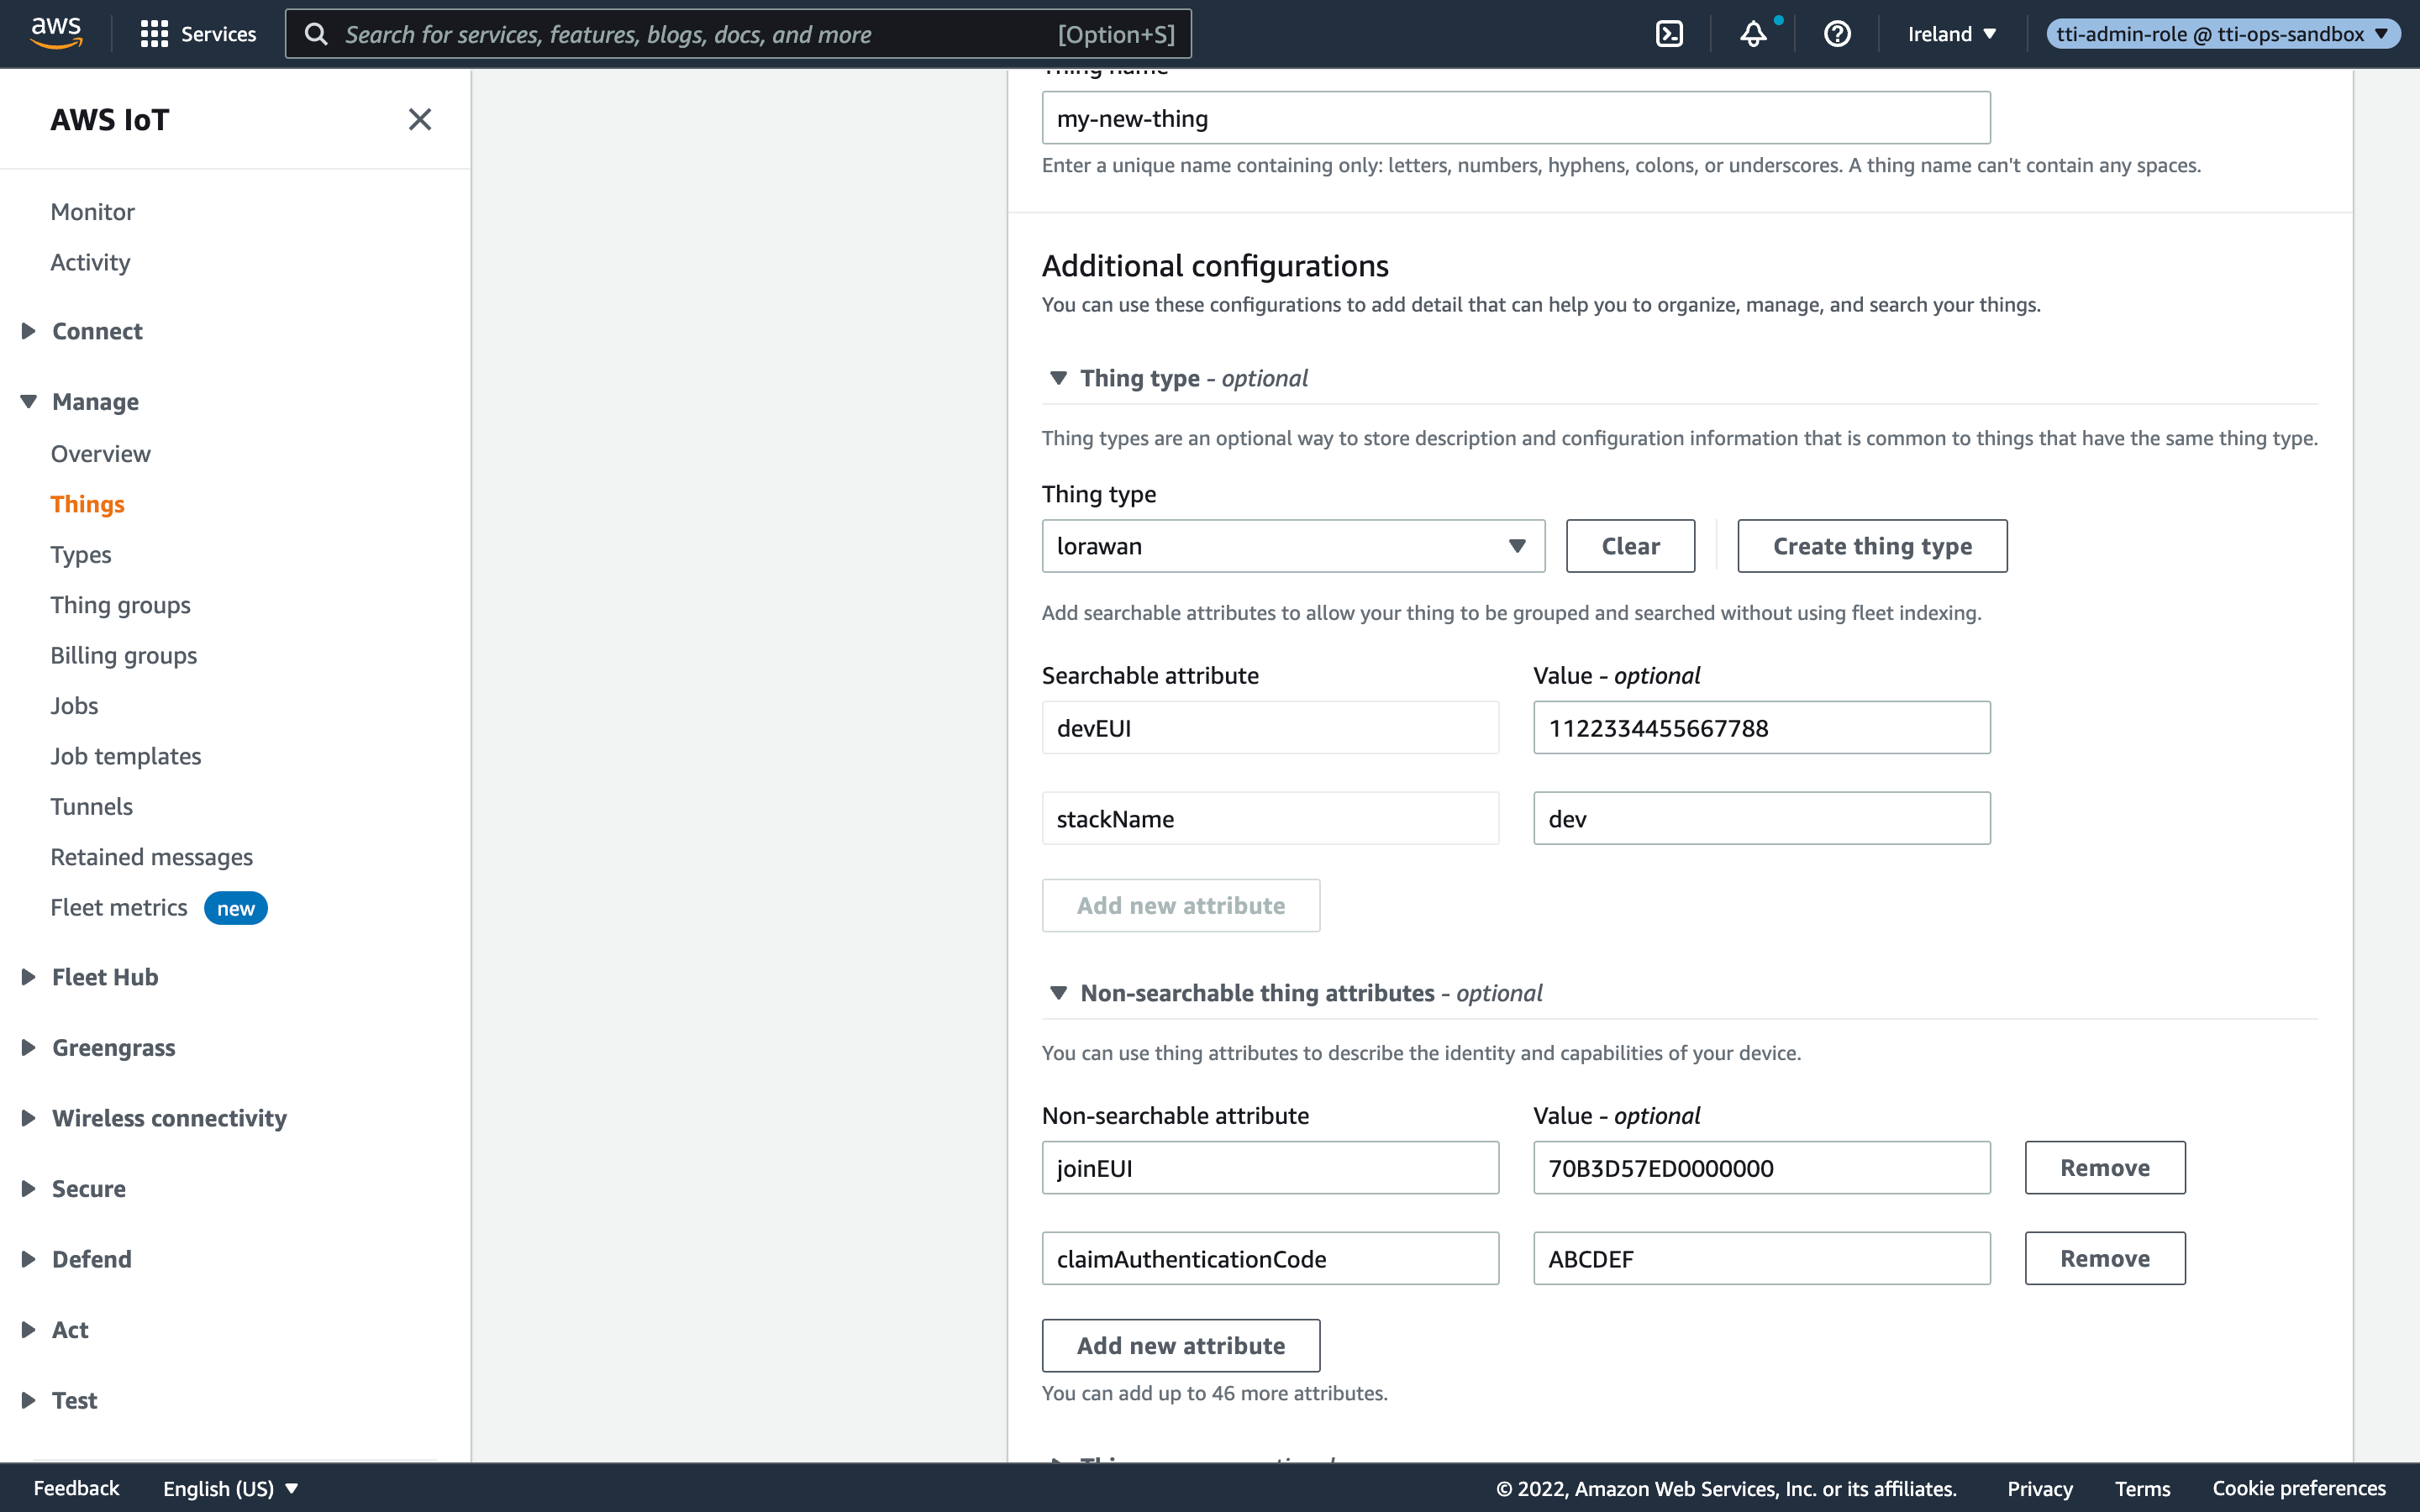 aws
Services
Search for services, features, blogs, docs, and more
[Option+S]
Ireland
tti-admin-role @ tti-ops-sandbox
AWS IoT
Monitor
Activity
Connect
Manage
Overview
Things
Types
Thing groups
Billing groups
Jobs
Job templates
Tunnels
Retained messages
Fleet metrics new
Fleet Hub
Greengrass
Wireless connectivity
Secure
Defend
Act
Test
Thing name
my-new-thing
Enter a unique name containing only: letters, numbers, hyphens, colons, or underscores. A thing name can't contain any spaces.
Additional configurations
You can use these configurations to add detail that can help you to organize, manage, and search your things.
Thing type - optional
Thing types are an optional way to store description and configuration information that is common to things that have the same thing type.
Thing type
lorawan
Clear
Create thing type
Add searchable attributes to allow your thing to be grouped and searched without using fleet indexing.
Searchable attribute
Value - optional
devEUI
1122334455667788
stackName
dev
Add new attribute
Non-searchable thing attributes - optional
You can use thing attributes to describe the identity and capabilities of your device.
Non-searchable attribute
Value - optional
joinEUI
70B3D57ED0000000
Remove
claimAuthenticationCode
ABCDEF
Remove
Add new attribute
You can add up to 46 more attributes.
Feedback
English (US)
© 2022, Amazon Web Services, Inc. or its affiliates.
Privacy
Terms
Cookie preferences